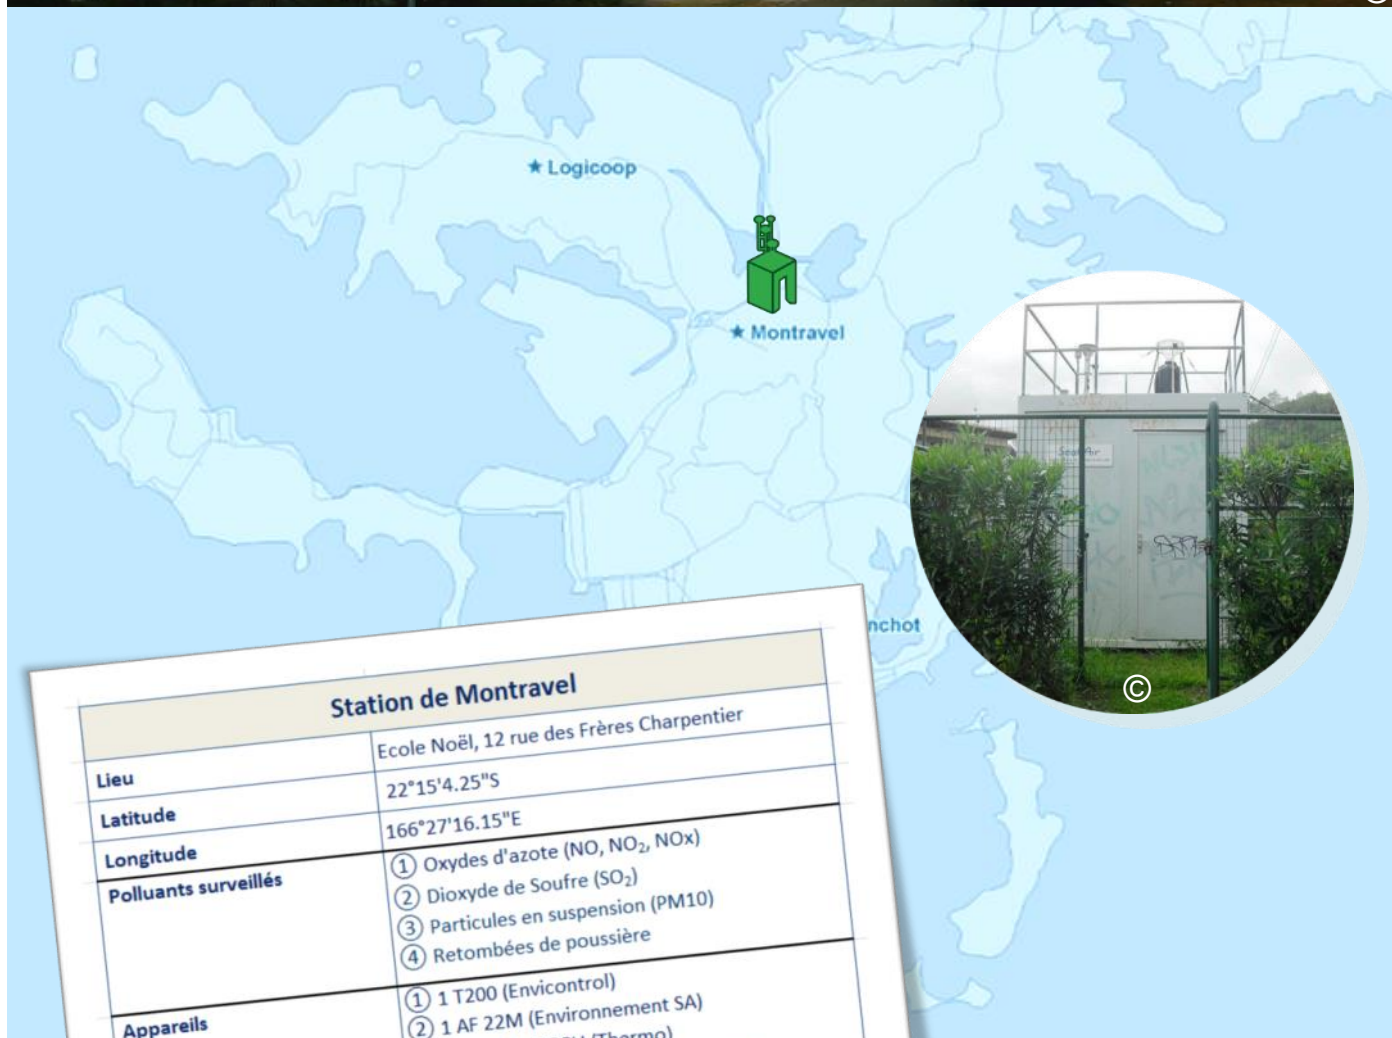 ©
★ Logicoop
★ Montravel
Scal'Air
©
nchot
Station de Montravel
Lieu
Ecole Noël, 12 rue des Frères Charpentier
Latitude
22°15'4.25"S
Longitude
166°27'16.15"E
Polluants surveillés
① Oxydes d'azote (NO, NO₂, NOx)
② Dioxyde de Soufre (SO₂)
③ Particules en suspension (PM10)
④ Retombées de poussière
Appareils
① 1 T200 (Envicontrol)
② 1 AF 22M (Environnement SA)
(Thermo)